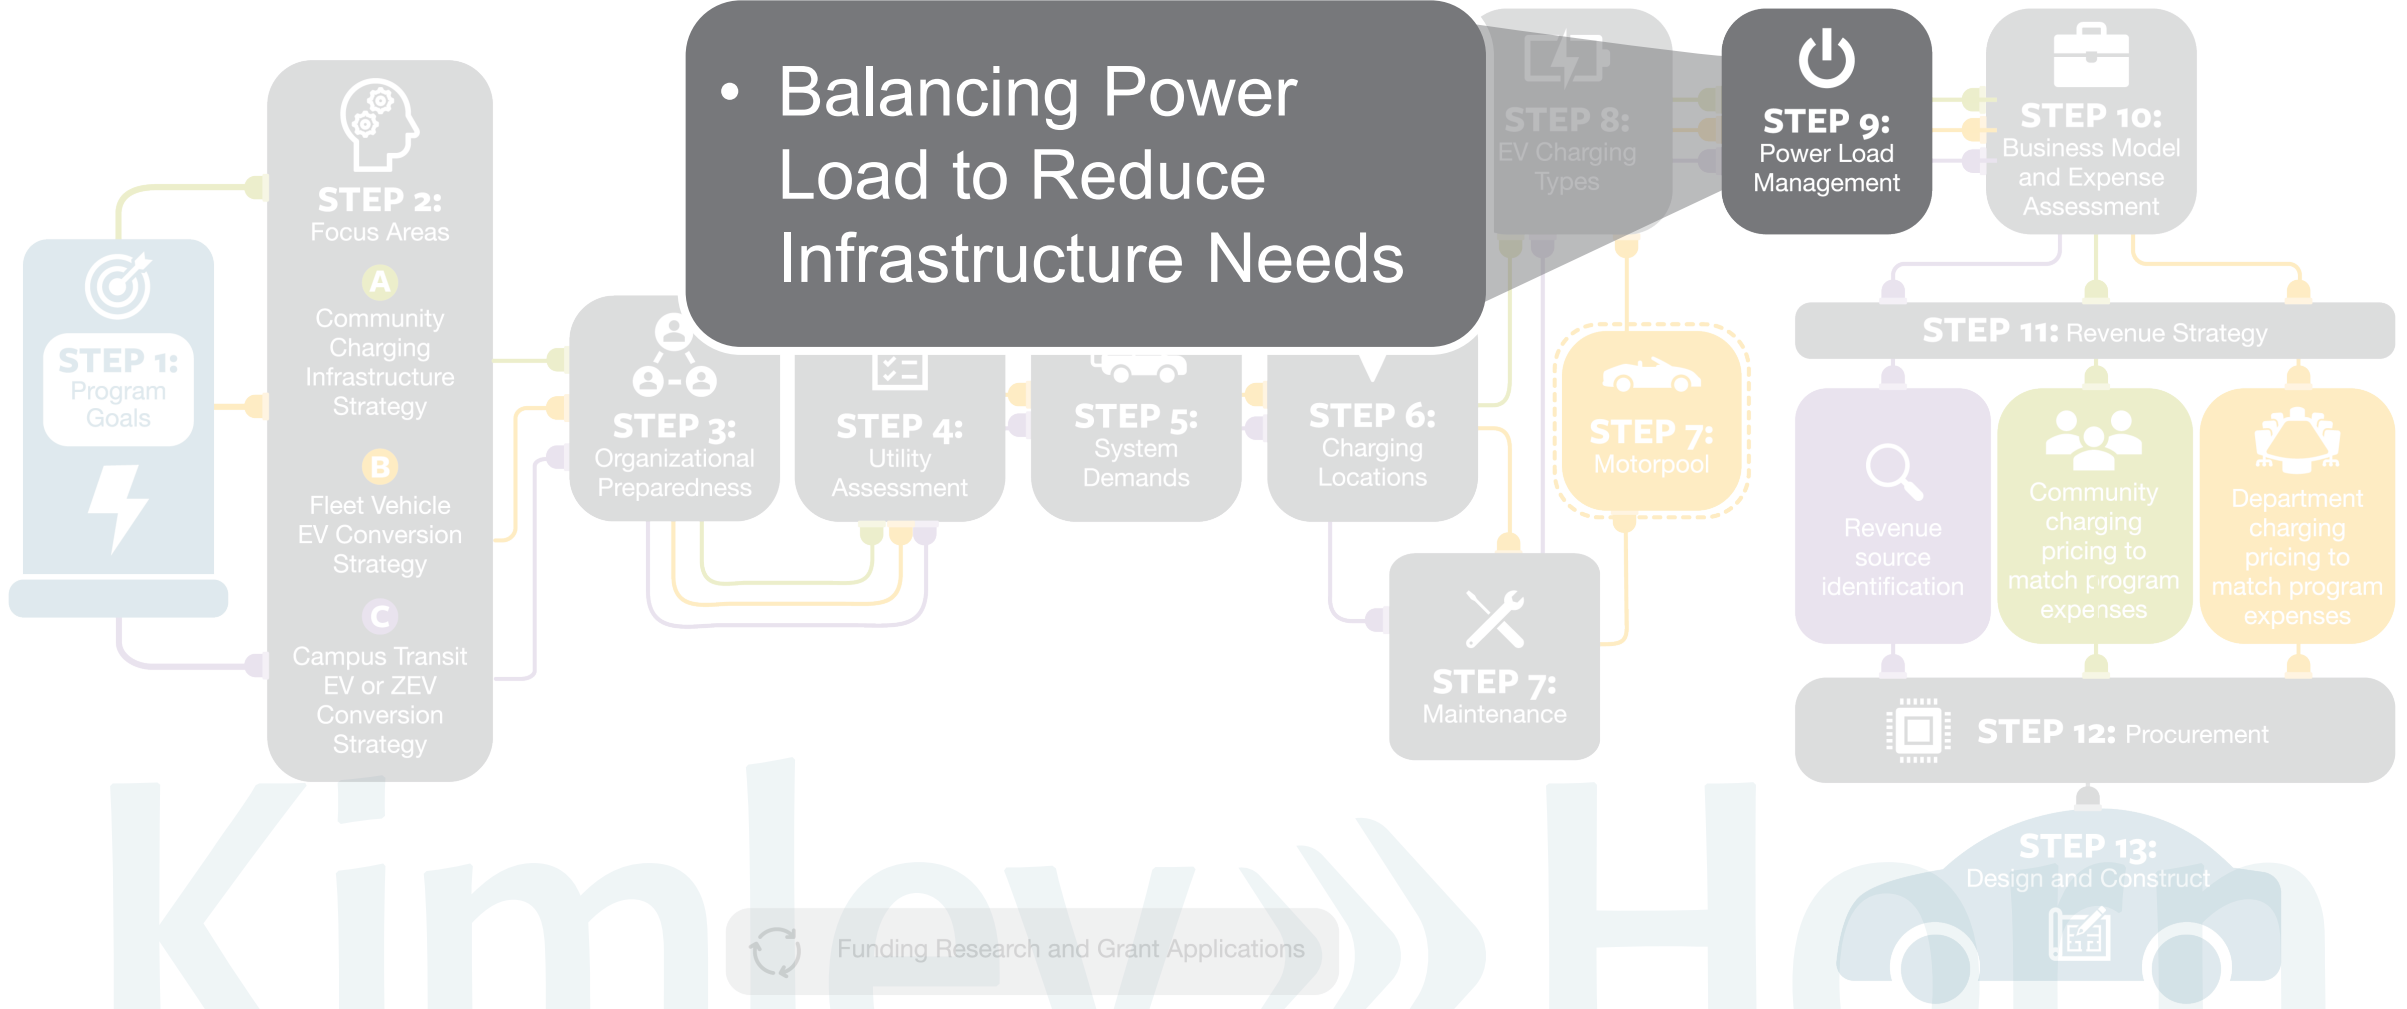 • Balancing Power
Load to Reduce
Infrastructure Needs
STEP 1:
Program
Goals
STEP 2:
Focus Areas
A
Community
Charging
Infrastructure
Strategy
B
Fleet Vehicle
EV Conversion
Strategy
C
Campus Transit
EV or ZEV
Conversion
Strategy
STEP 3:
Organizational
Preparedness
STEP 4:
Utility
Assessment
STEP 5:
System
Demands
STEP 6:
Charging
Locations
STEP 7:
Motorpool
STEP 7:
Maintenance
STEP 8:
EV Charging
Types
STEP 9:
Power Load
Management
STEP 10:
Business Model
and Expense
Assessment
STEP 11: Revenue Strategy
Revenue
source
identification
Community
charging
pricing to
match program
expenses
Department
charging
pricing to
match program
expenses
STEP 12: Procurement
STEP 13:
Design and Construct
Funding Research and Grant Applications
Kimley»Horn